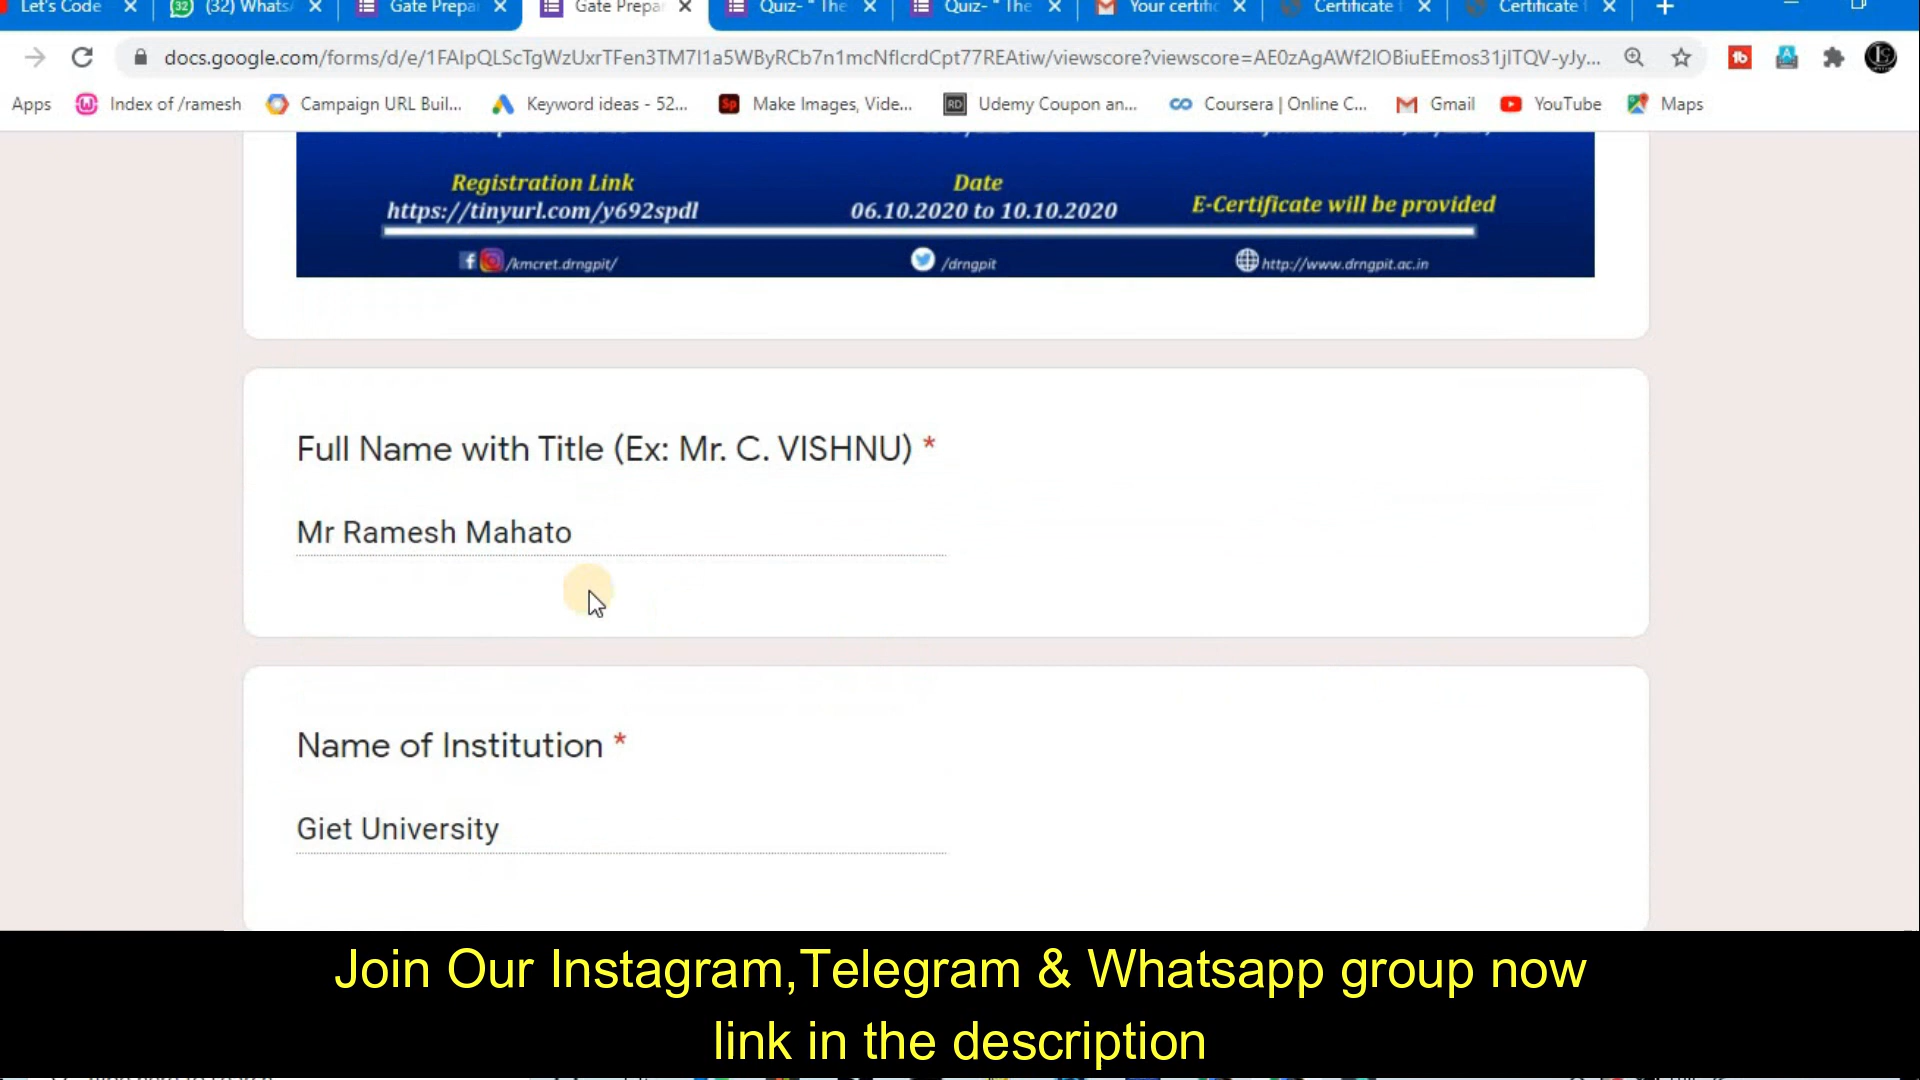 Let's Code
(32) Whats
Gate Prepa
Gate Prepa
Quiz- " The
Quiz- " The
Your certific
Certificate
Certificate
docs.google.com/forms/d/e/1FAIpQLScTgWzUxrTFen3TM7l1a5WByRCb7n1mcNfIcrdCpt77REAtiw/viewscore?viewscore=AE0zAgAWf2IOBiuEEmos31jITQV-yJy...
Apps
Index of /ramesh
Campaign URL Buil...
Keyword ideas - 52...
Make Images, Vide...
Udemy Coupon an...
Coursera | Online C...
Gmail
YouTube
Maps
Registration Link
https://tinyurl.com/y692spdl
Date
06.10.2020 to 10.10.2020
E-Certificate will be provided
/kmcret.drngpit/
/drngpit
http://www.drngpit.ac.in
Full Name with Title (Ex: Mr. C. VISHNU) *
Mr Ramesh Mahato
Name of Institution *
Giet University
Join Our Instagram,Telegram & Whatsapp group now
link in the description